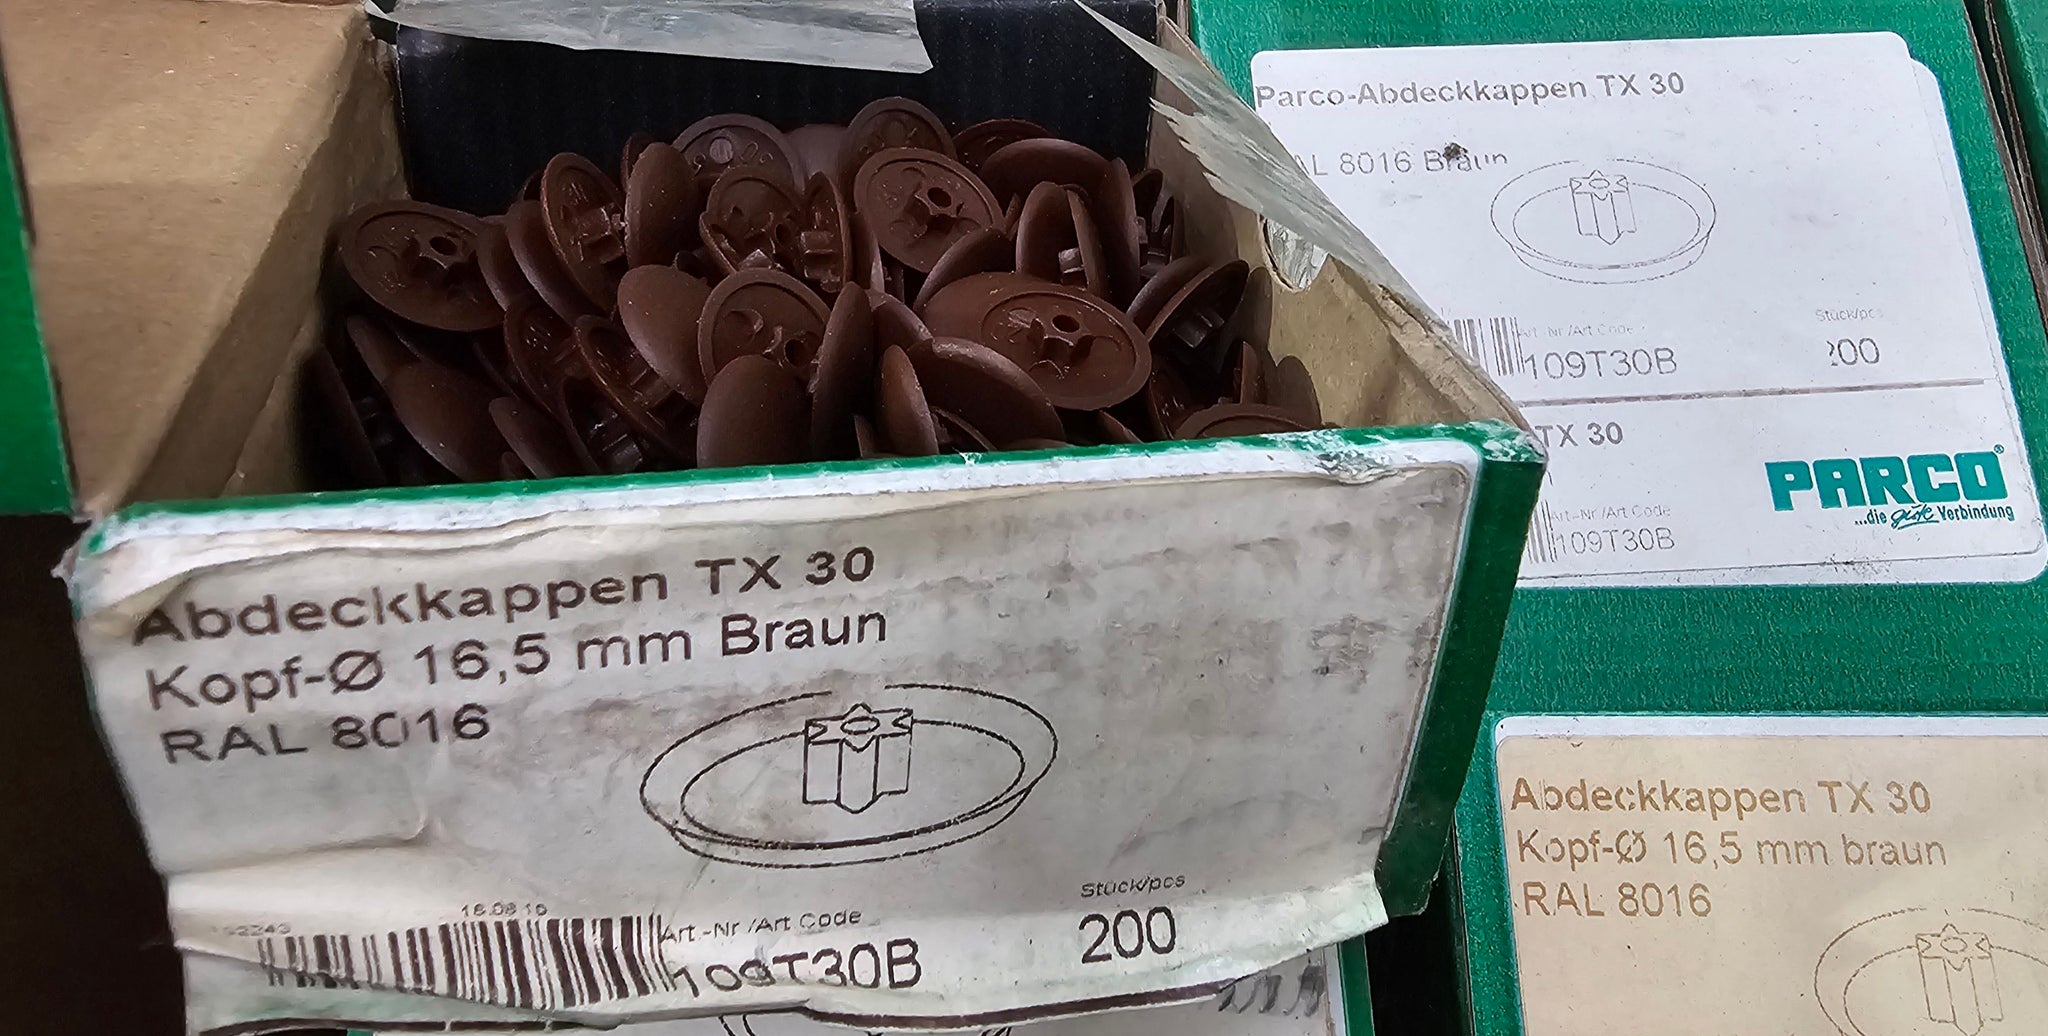 Abdeckkappen TX 30
Kopf-Ø 16,5 mm Braun
RAL 8016
Stück/pcs
Art.-Nr./Art.Code
109T30B
200
Parco-Abdeckkappen TX 30
AL 8016 Braun
Stück/pcs
Art.-Nr./Art.Code
109T30B
200
TX 30
PARCO®
...die gute Verbindung
Art.-Nr./Art.Code
109T30B
Abdeckkappen TX 30
Kopf-Ø 16,5 mm braun
RAL 8016